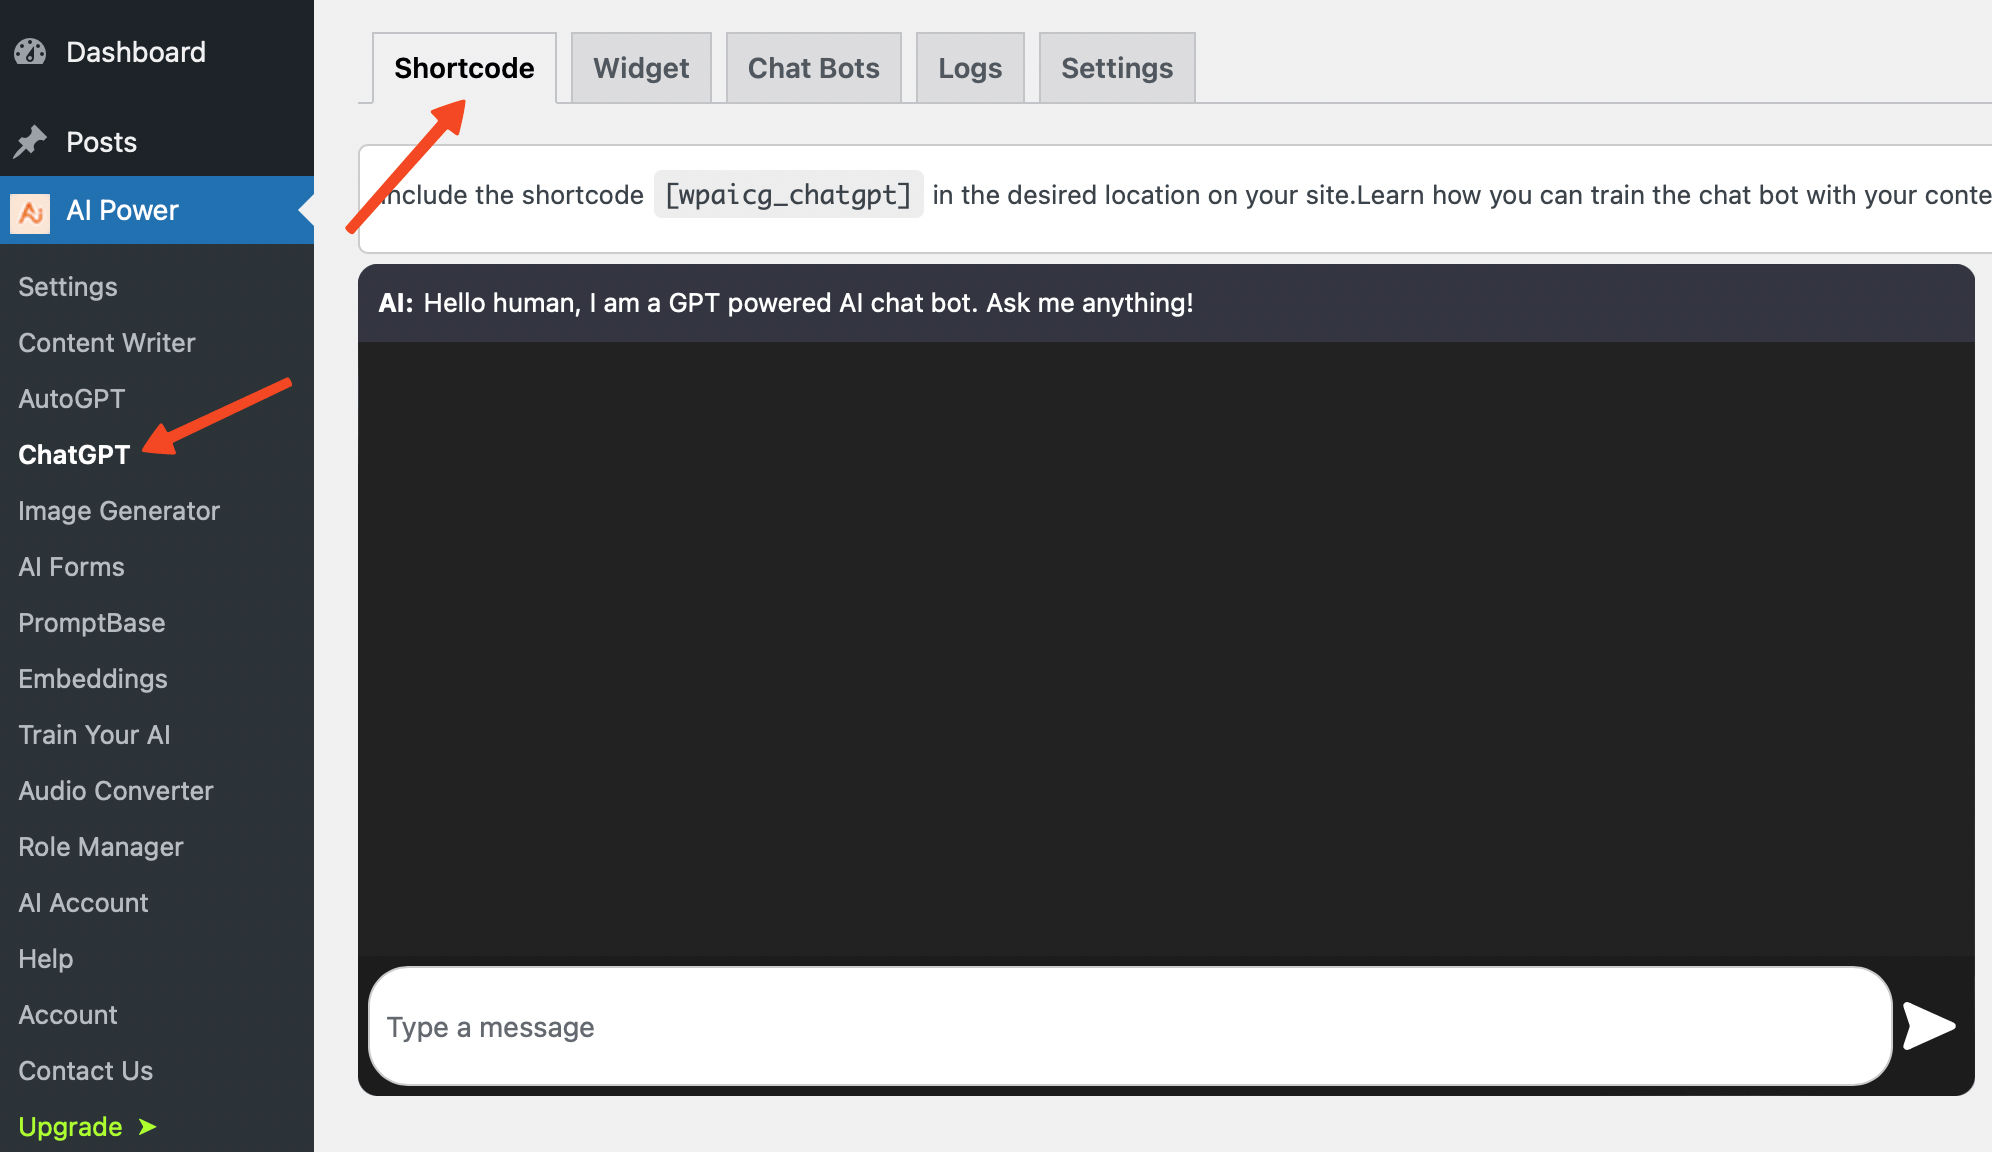 Dashboard
Posts
AI Power
Settings
Content Writer
AutoGPT
ChatGPT
Image Generator
AI Forms
PromptBase
Embeddings
Train Your AI
Audio Converter
Role Manager
AI Account
Help
Account
Contact Us
Upgrade ➤
Shortcode Widget Chat Bots Logs Settings
Include the shortcode [wpaicg_chatgpt] in the desired location on your site.Learn how you can train the chat bot with your conte
AI: Hello human, I am a GPT powered AI chat bot. Ask me anything!
Type a message